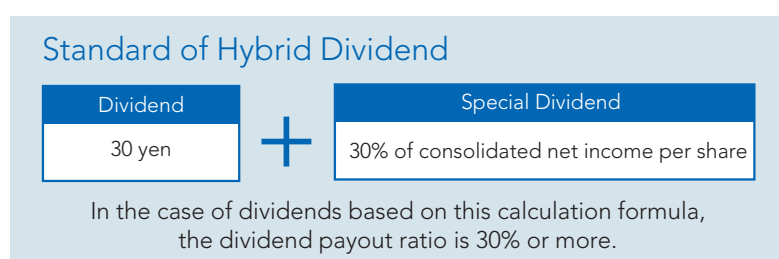 Standard of Hybrid Dividend
Dividend
30 yen
+
Special Dividend
30% of consolidated net income per share
In the case of dividends based on this calculation formula,
the dividend payout ratio is 30% or more.